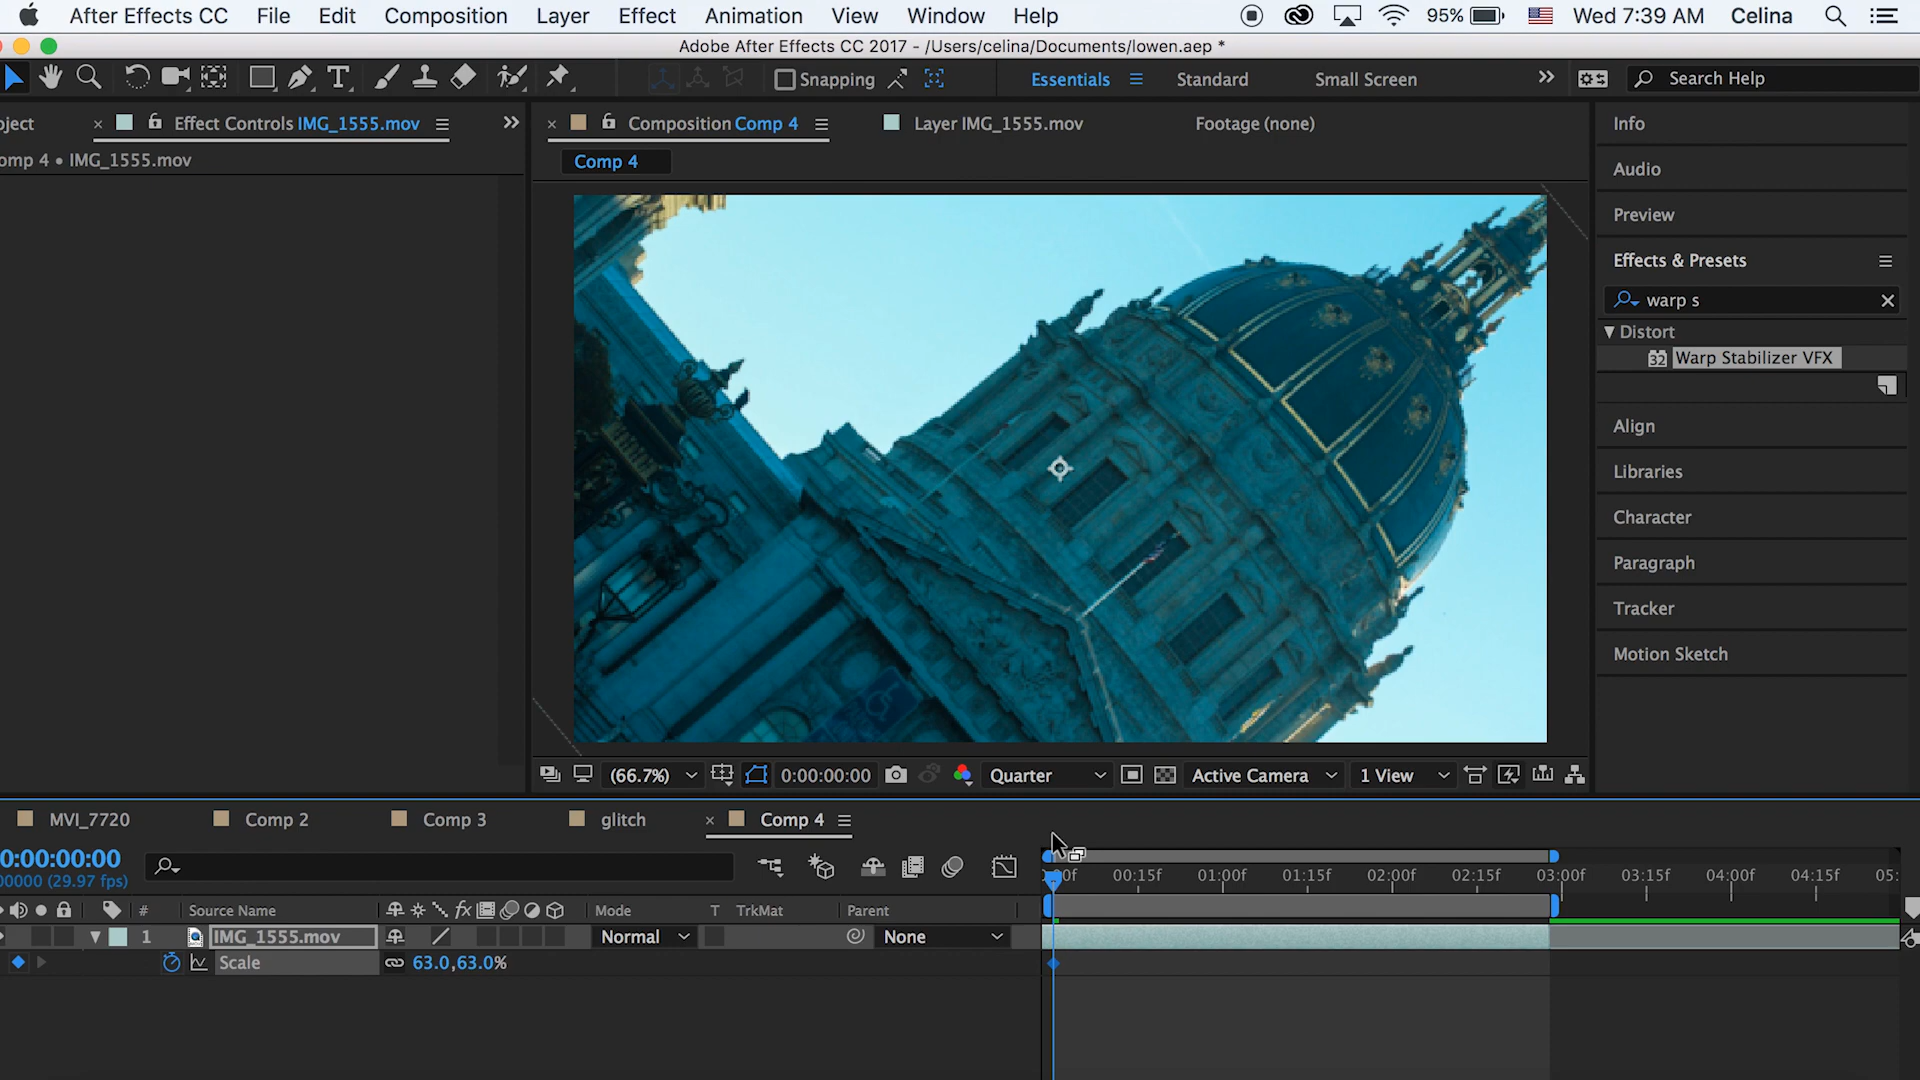 After Effects CC File Edit Composition Layer Effect Animation View Window Help 95% Wed 7:39 AM Celina
Adobe After Effects CC 2017 - /Users/celina/Documents/lowen.aep *
Snapping Essentials Standard Small Screen Search Help
oject Effect Controls IMG_1555.mov Composition Comp 4 Layer IMG_1555.mov Footage (none) Info
omp 4 • IMG_1555.mov Comp 4
Audio
Preview
Effects & Presets
warp s
Distort
32 Warp Stabilizer VFX
Align
Libraries
Character
Paragraph
Tracker
Motion Sketch
(66.7%) 0:00:00:00 Quarter Active Camera 1 View
MVI_7720 Comp 2 Comp 3 glitch Comp 4
0:00:00:00
00000 (29.97 fps)
00f 00:15f 01:00f 01:15f 02:00f 02:15f 03:00f 03:15f 04:00f 04:15f 05:
# Source Name fx Mode T TrkMat Parent
1 IMG_1555.mov Normal None
Scale 63.0,63.0%